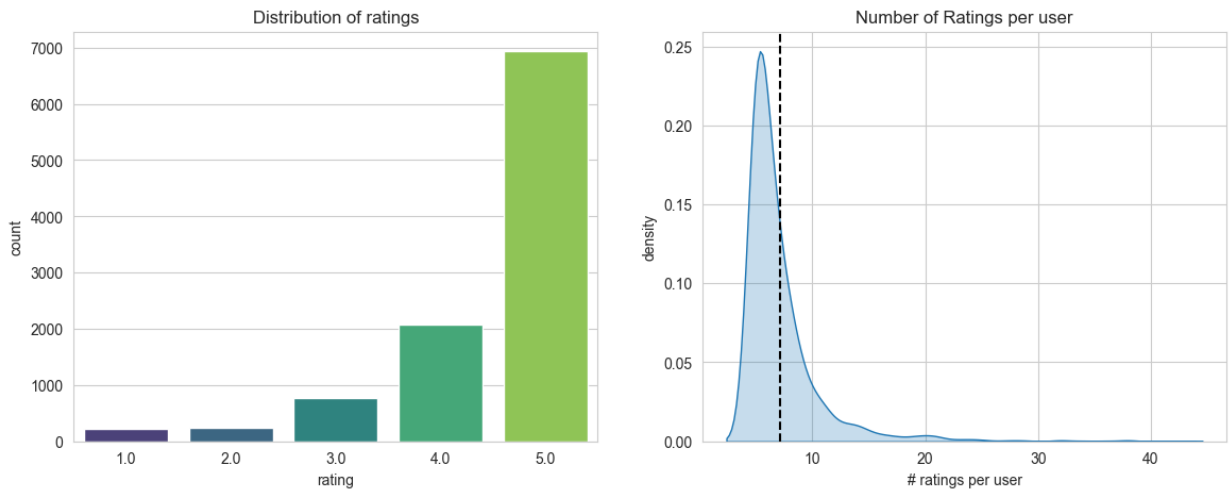 Distribution of ratings
7000
6000
5000
4000
3000
2000
1000
0
count
1.0 2.0 3.0 4.0 5.0
rating
Number of Ratings per user
0.25
0.20
0.15
0.10
0.05
0.00
density
10 20 30 40
# ratings per user